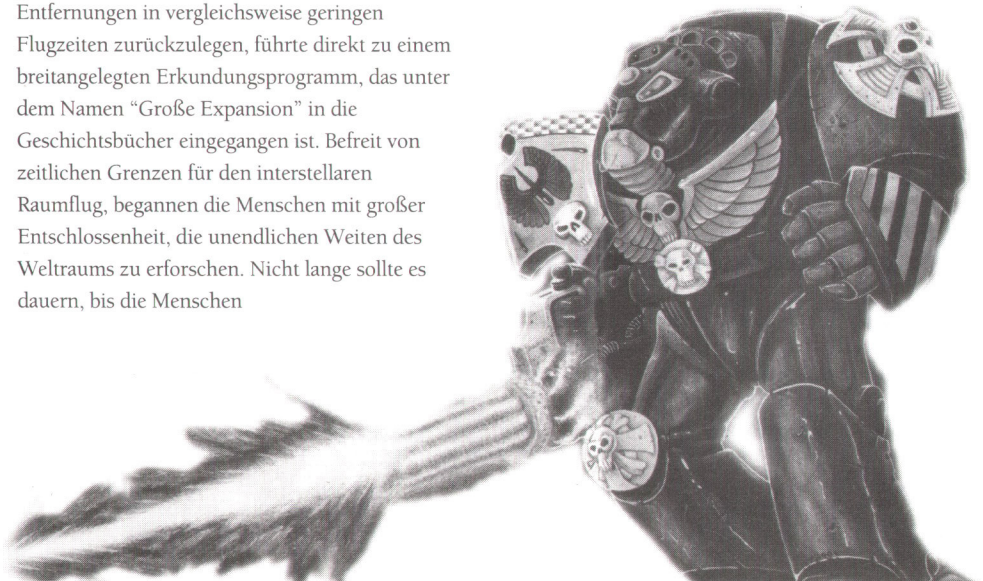 Entfernungen in vergleichsweise geringen
Flugzeiten zurückzulegen, führte direkt zu einem
breitangelegten Erkundungsprogramm, das unter
dem Namen “Große Expansion” in die
Geschichtsbücher eingegangen ist. Befreit von
zeitlichen Grenzen für den interstellaren
Raumflug, begannen die Menschen mit großer
Entschlossenheit, die unendlichen Weiten des
Weltraums zu erforschen. Nicht lange sollte es
dauern, bis die Menschen